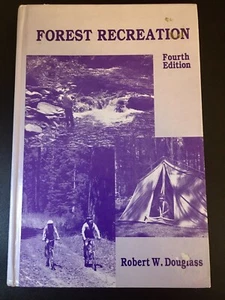 FOREST RECREATION
Fourth
Edition
Robert W. Douglass